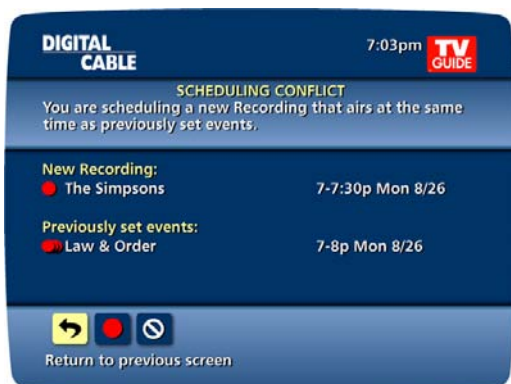 DIGITAL
CABLE
7:03pm
TV
GUIDE
SCHEDULING CONFLICT
You are scheduling a new Recording that airs at the same
time as previously set events.
New Recording:
The Simpsons 7-7:30p Mon 8/26
Previously set events:
Law & Order 7-8p Mon 8/26
Return to previous screen